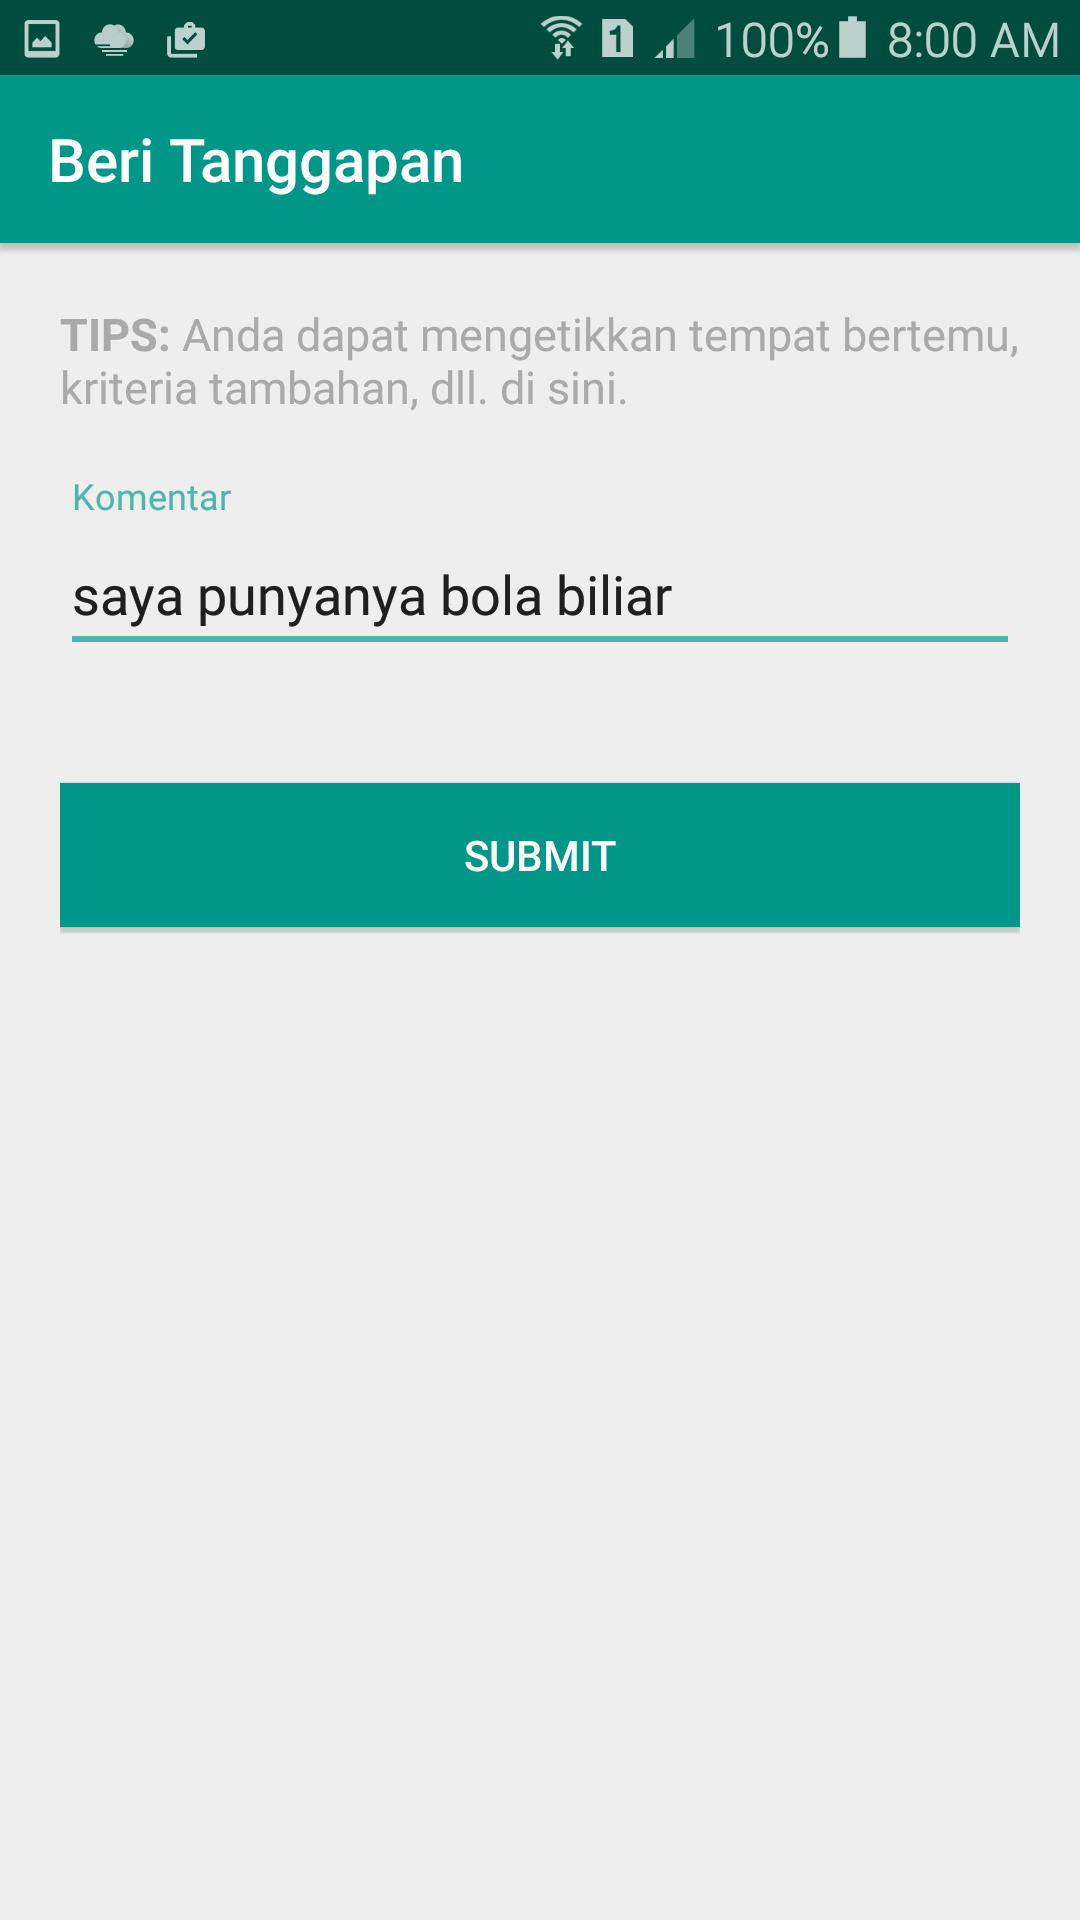 1 100% 8:00 AM
Beri Tanggapan
TIPS: Anda dapat mengetikkan tempat bertemu,
kriteria tambahan, dll. di sini.
Komentar
saya punyanya bola biliar
SUBMIT